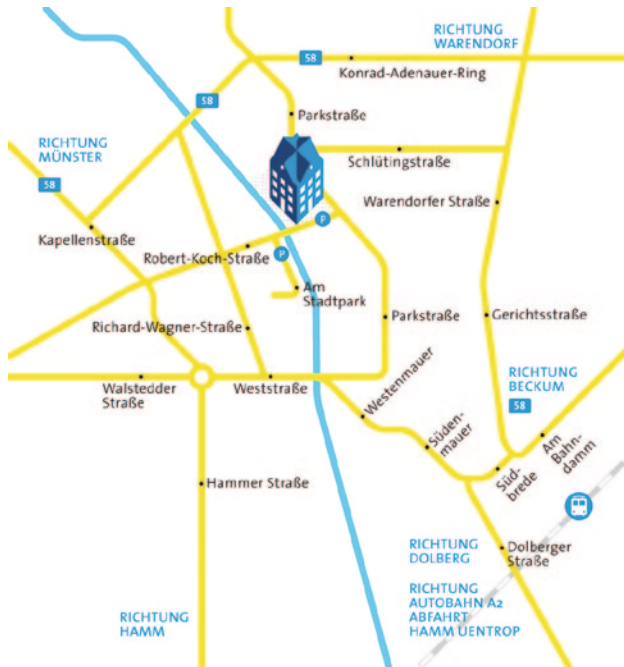 RICHTUNG
WARENDORF
58
Konrad-Adenauer-Ring
58
Parkstraße
RICHTUNG
MÜNSTER
Schlütingstraße
58
Warendorfer Straße
P
Kapellenstraße
Robert-Koch-Straße
P
Am
Stadtpark
Richard-Wagner-Straße
Parkstraße
Gerichtsstraße
RICHTUNG
BECKUM
58
Walstedder
Straße
Weststraße
Westenmauer
Süden-
mauer
Am
Bahn-
damm
Süd-
brede
Hammer Straße
RICHTUNG
DOLBERG
Dolberger
Straße
RICHTUNG
AUTOBAHN A2
ABFAHRT
HAMM UENTROP
RICHTUNG
HAMM